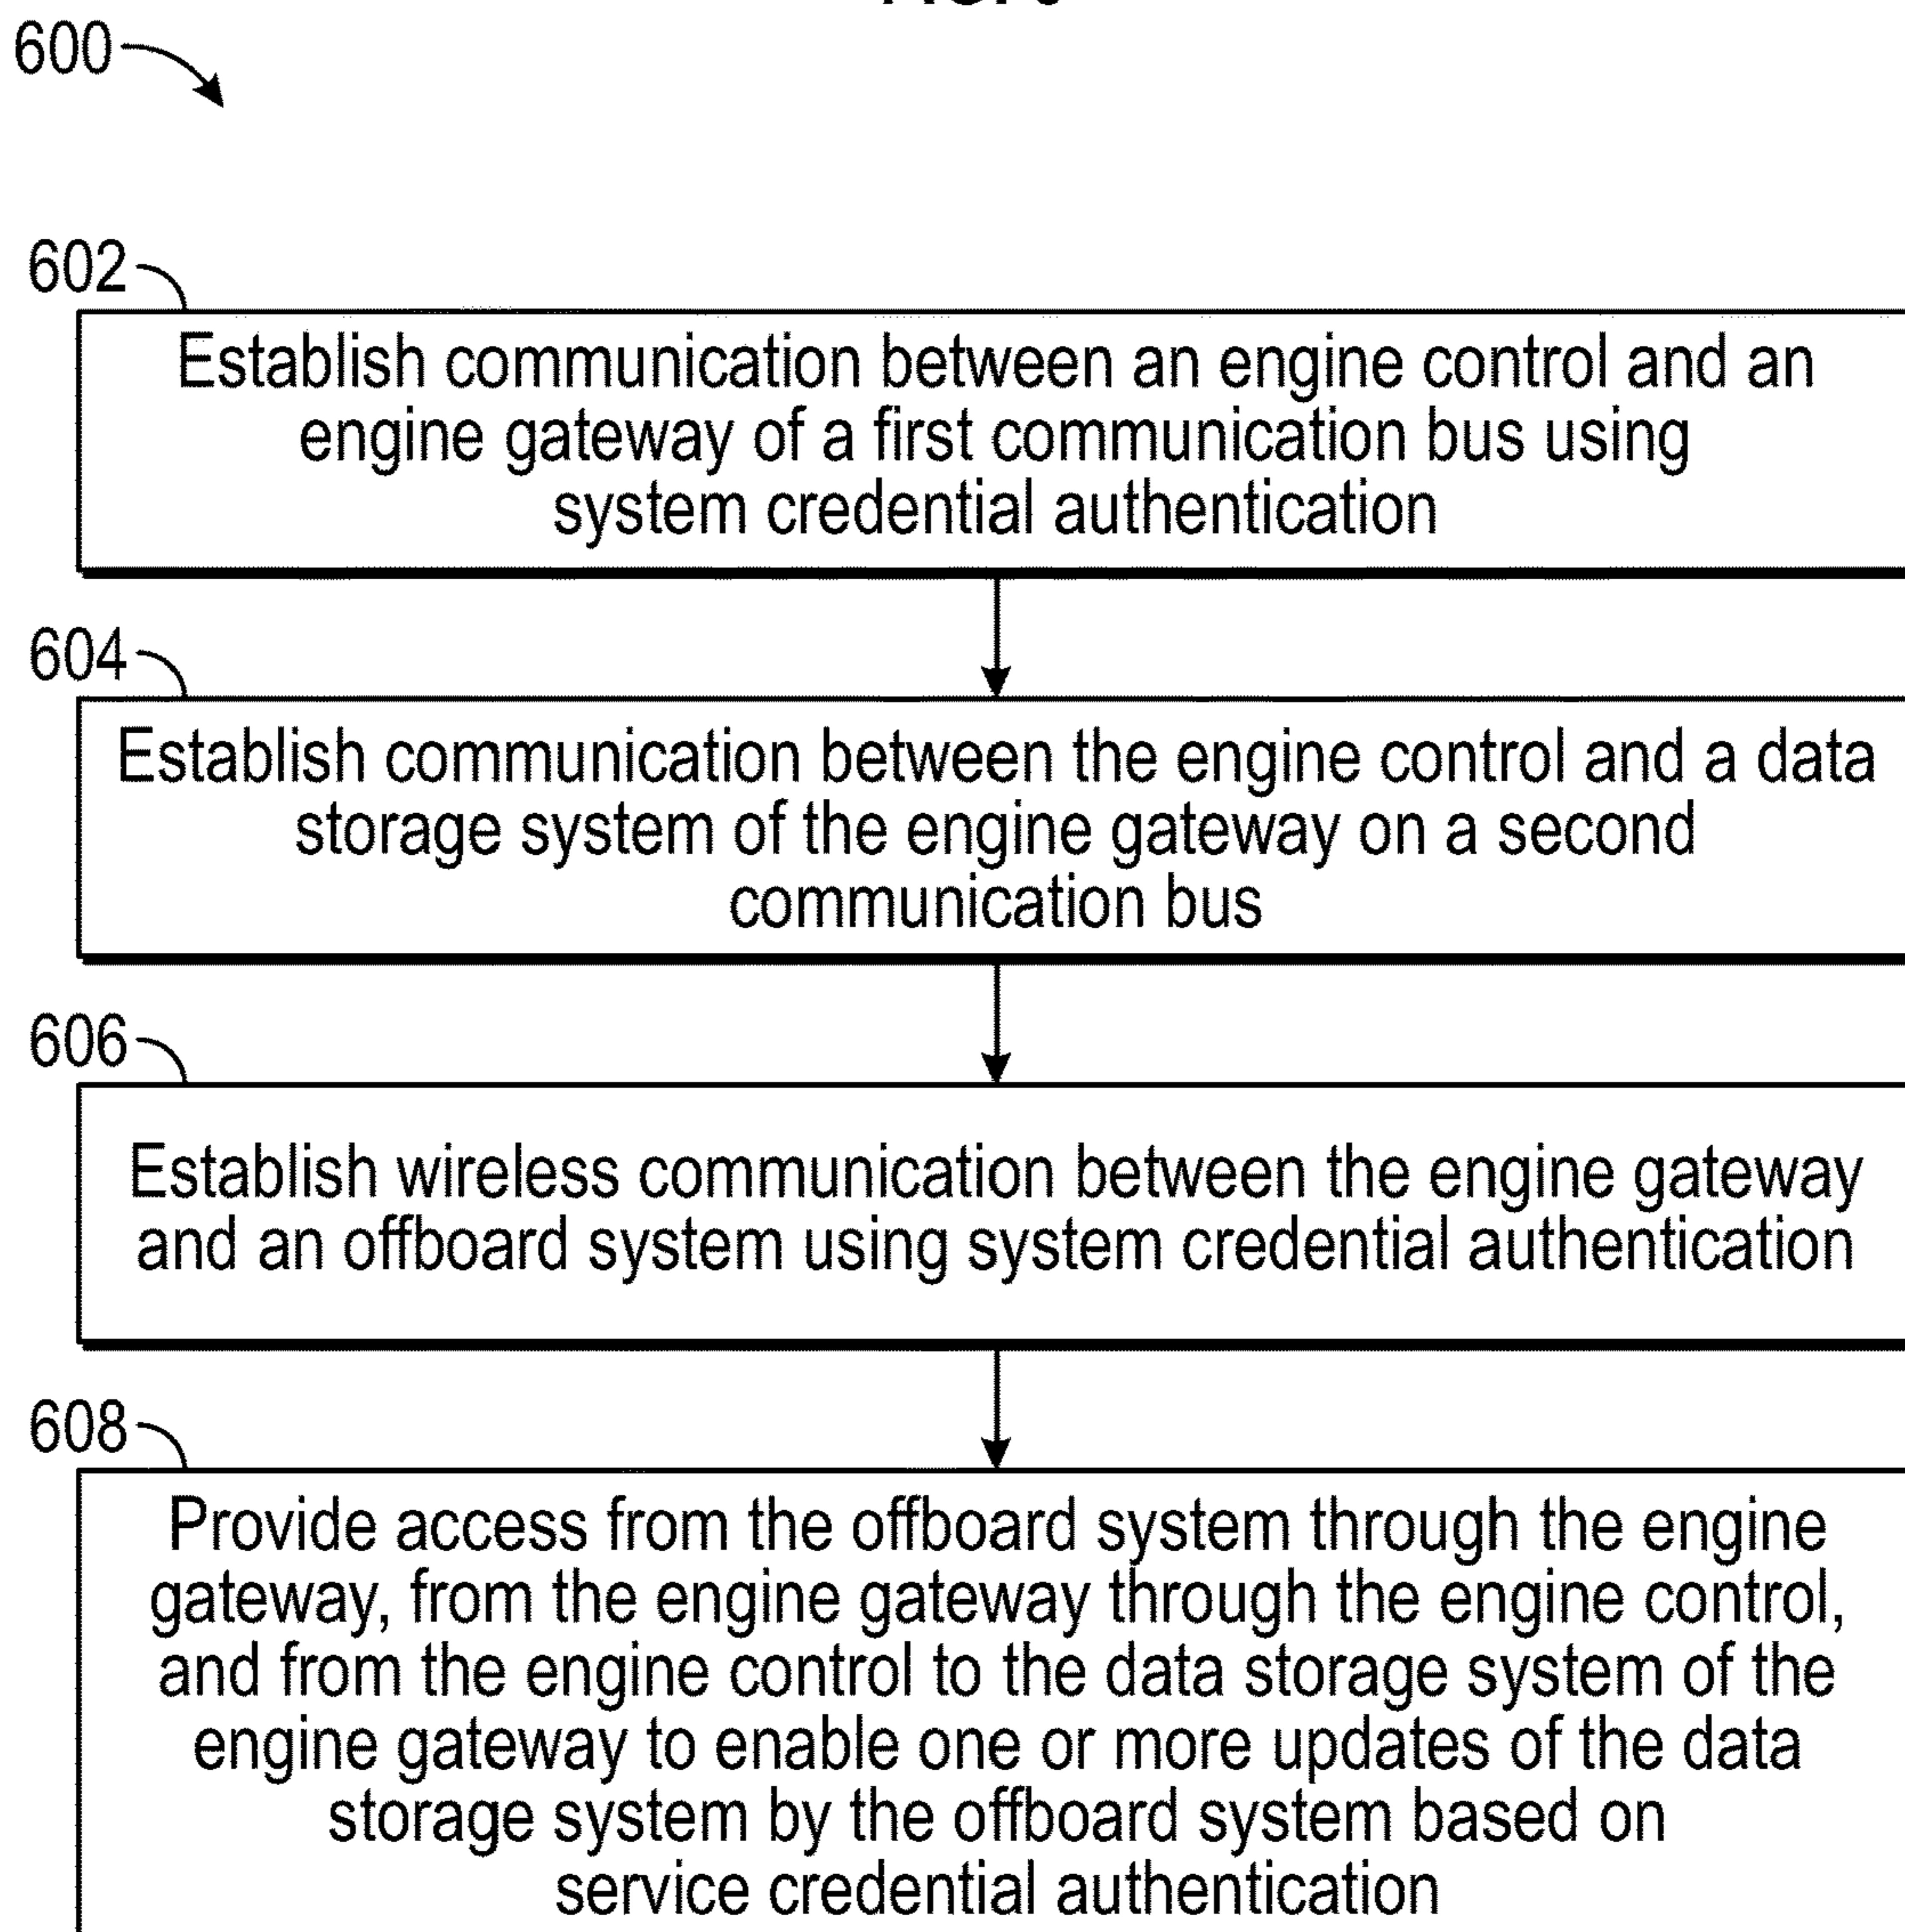 600
602
Establish communication between an engine control and an
engine gateway of a first communication bus using
system credential authentication
604
Establish communication between the engine control and a data
storage system of the engine gateway on a second
communication bus
606
Establish wireless communication between the engine gateway
and an offboard system using system credential authentication
608
Provide access from the offboard system through the engine
gateway, from the engine gateway through the engine control,
and from the engine control to the data storage system of the
engine gateway to enable one or more updates of the data
storage system by the offboard system based on
service credential authentication